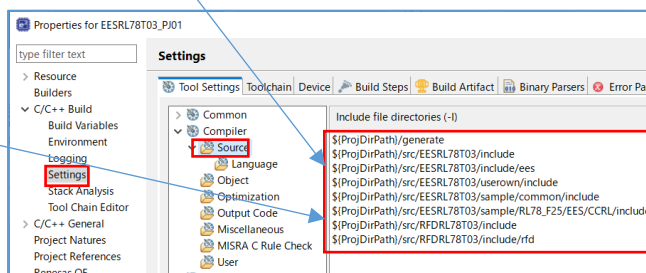 Properties for EESRL78T03_PJ01
type filter text
Settings
Resource
Builders
C/C++ Build
Build Variables
Environment
Logging
Settings
Stack Analysis
Tool Chain Editor
C/C++ General
Project Natures
Project References
Renesas QE
Tool Settings Toolchain Device Build Steps Build Artifact Binary Parsers Error Pa
Common
Compiler
Source
Language
Object
Optimization
Output Code
Miscellaneous
MISRA C Rule Check
User
Include file directories (-I)
${ProjDirPath}/generate
${ProjDirPath}/src/EESRL78T03/include
${ProjDirPath}/src/EESRL78T03/include/ees
${ProjDirPath}/src/EESRL78T03/userown/include
${ProjDirPath}/src/EESRL78T03/sample/common/include
${ProjDirPath}/src/EESRL78T03/sample/RL78_F25/EES/CCRL/include
${ProjDirPath}/src/RFDRL78T03/include
${ProjDirPath}/src/RFDRL78T03/include/rfd